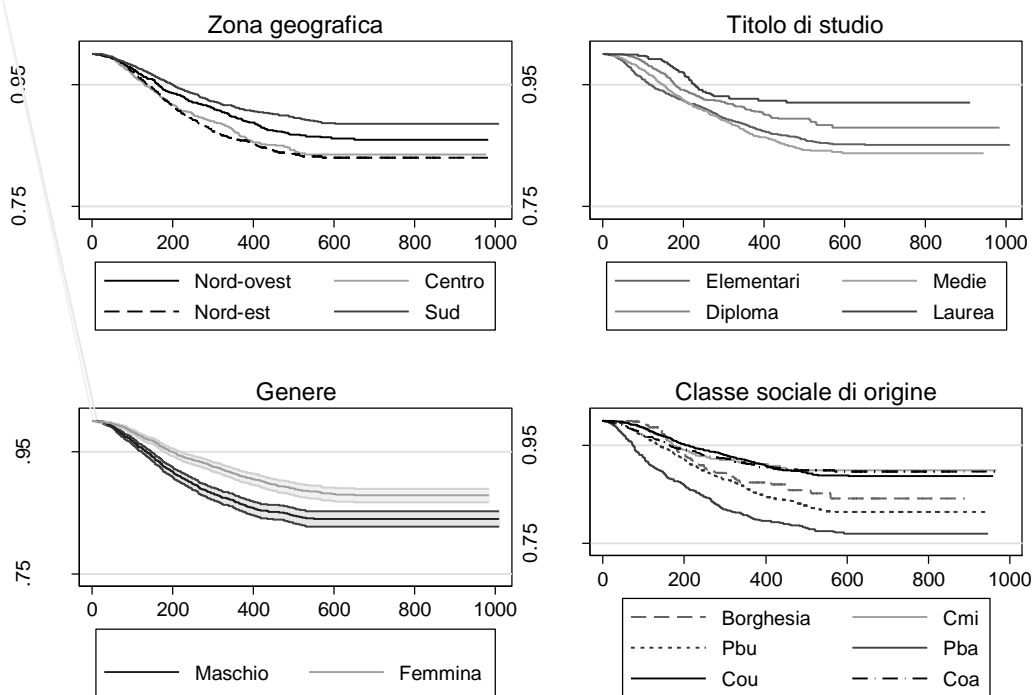 Zona geografica
0.95
0.75
0 200 400 600 800 1000
Nord-ovest Centro
Nord-est Sud
Titolo di studio
0.95
0.75
0 200 400 600 800 1000
Elementari Medie
Diploma Laurea
Genere
.95
.75
0 200 400 600 800 1000
Maschio Femmina
Classe sociale di origine
0.95
0.75
0 200 400 600 800 1000
Borghesia Cmi
Pbu Pba
Cou Coa